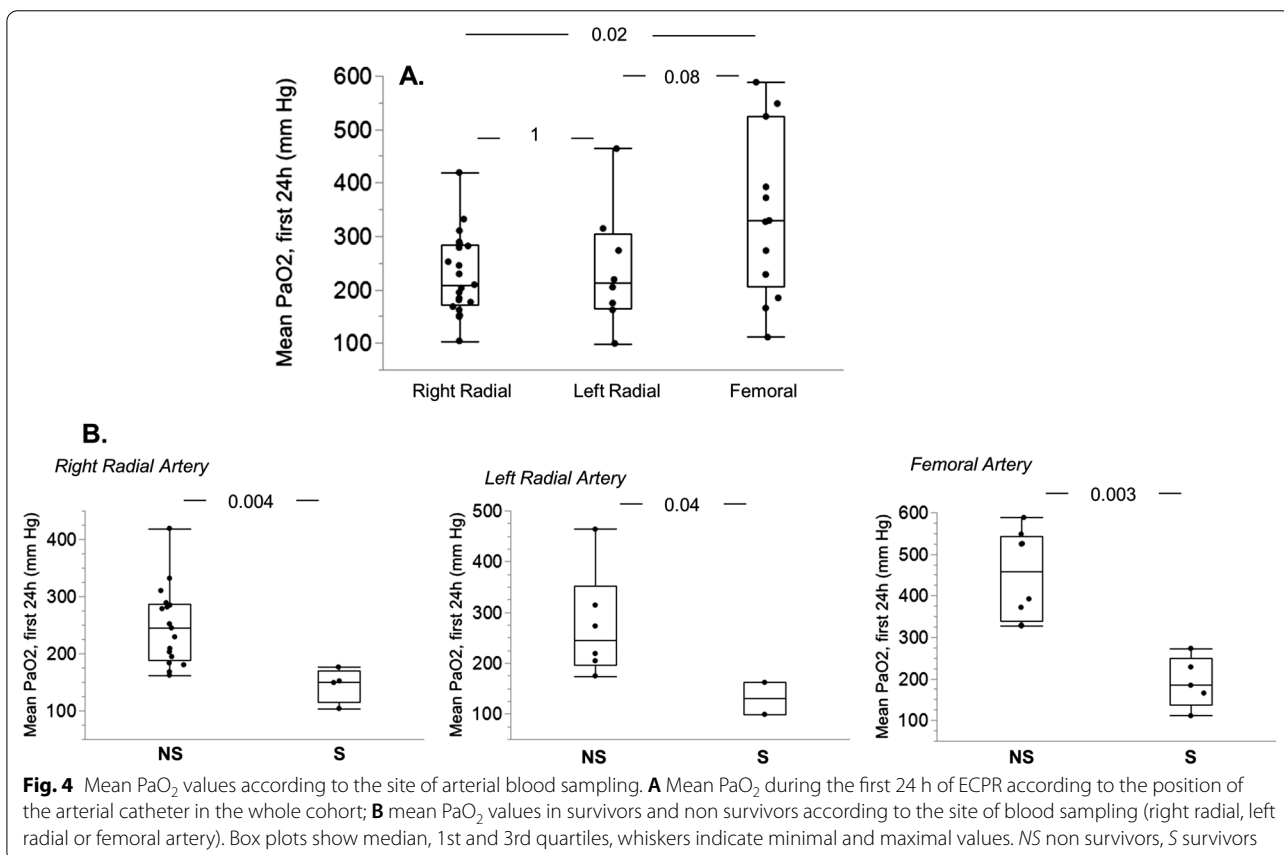 0.02
A.
0.08
1
Mean PaO2, first 24h (mm Hg)
600
500
400
300
200
100
Right Radial
Left Radial
Femoral
B.
Right Radial Artery
0.004
Mean PaO2, first 24h (mm Hg)
400
300
200
100
NS
S
Left Radial Artery
0.04
Mean PaO2, first 24h (mm Hg)
500
400
300
200
100
NS
S
Femoral Artery
0.003
Mean PaO2, first 24h (mm Hg)
600
500
400
300
200
100
NS
S
Fig. 4 Mean PaO₂ values according to the site of arterial blood sampling. A Mean PaO₂ during the first 24 h of ECPR according to the position of
the arterial catheter in the whole cohort; B mean PaO₂ values in survivors and non survivors according to the site of blood sampling (right radial, left
radial or femoral artery). Box plots show median, 1st and 3rd quartiles, whiskers indicate minimal and maximal values. NS non survivors, S survivors